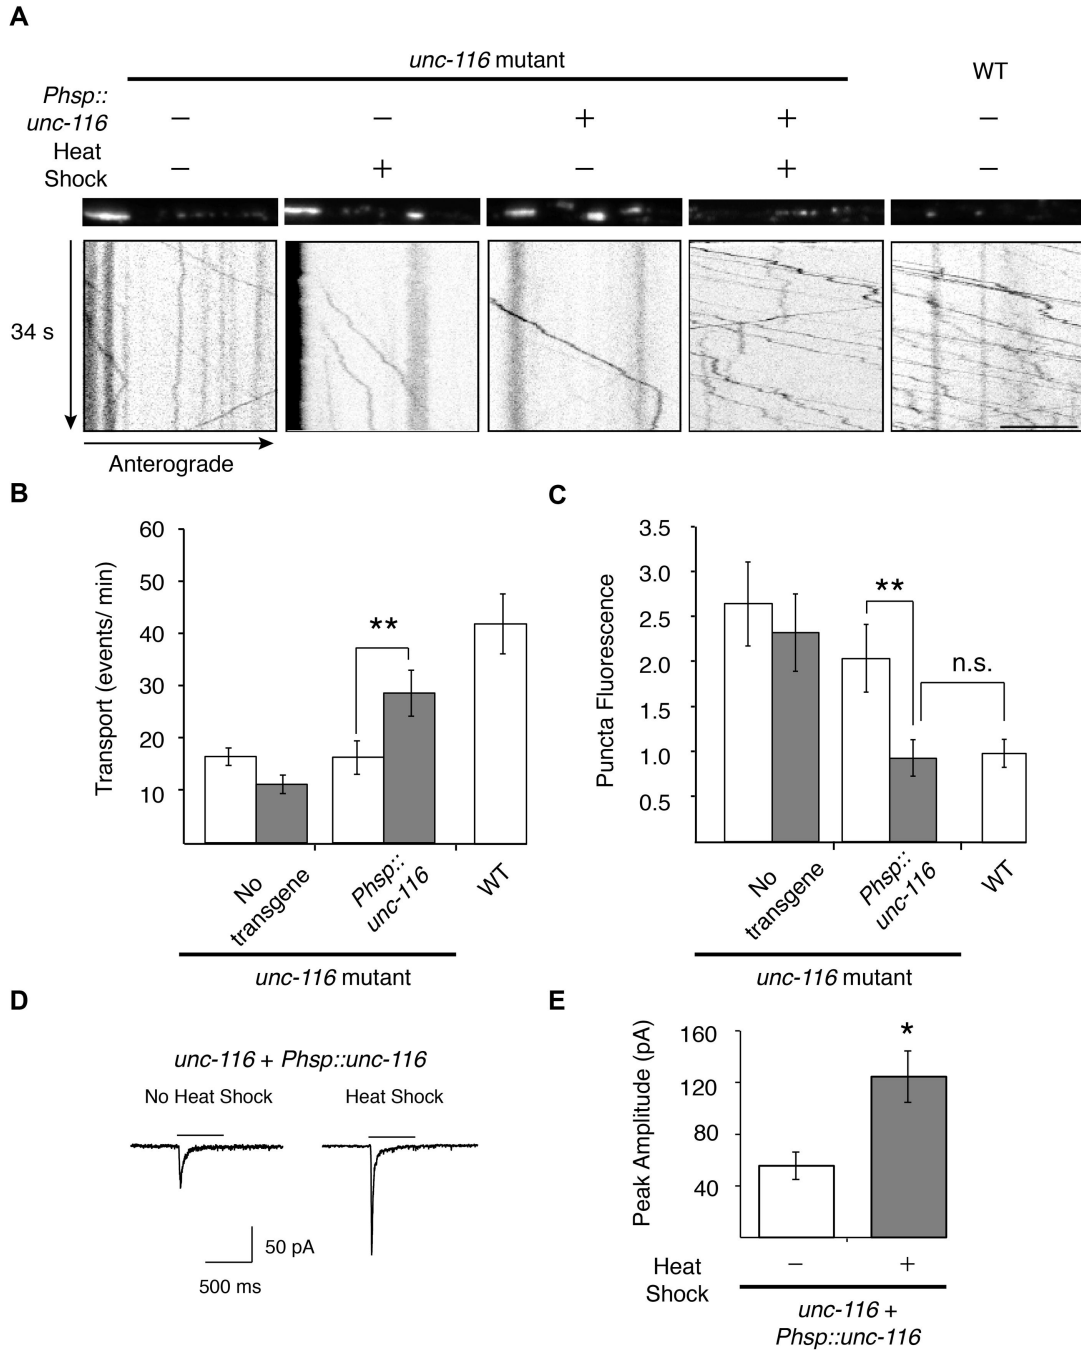 A
unc-116 mutant
WT
Phsp::
unc-116
− − + + −
Heat
Shock
− + − + −
34 s
Anterograde
B
Transport (events/ min)
60
50
40
30
20
10
**
No
transgene
Phsp::
unc-116
WT
unc-116 mutant
C
Puncta Fluorescence
3.5
3.0
2.5
2.0
1.5
1.0
0.5
**
n.s.
No
transgene
Phsp::
unc-116
WT
unc-116 mutant
D
unc-116 + Phsp::unc-116
No Heat Shock
Heat Shock
50 pA
500 ms
E
Peak Amplitude (pA)
160
120
80
40
*
Heat
Shock
− +
unc-116 +
Phsp::unc-116